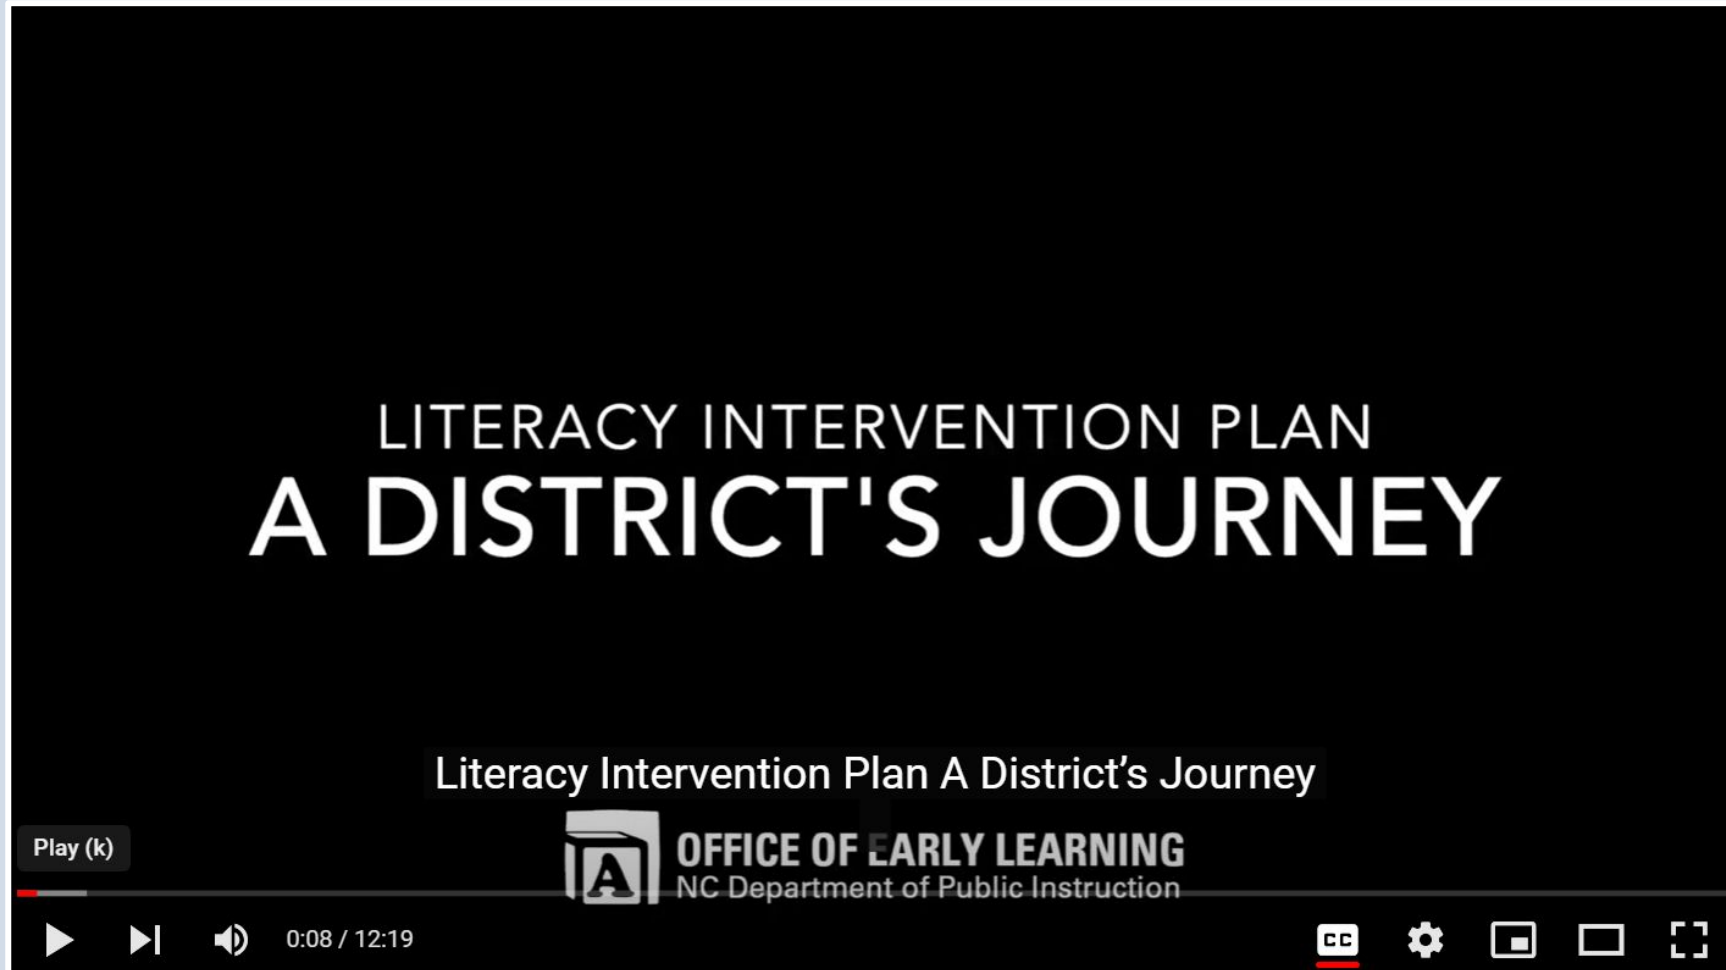 LITERACY INTERVENTION PLAN
A DISTRICT'S JOURNEY
Literacy Intervention Plan A District’s Journey
A
OFFICE OF EARLY LEARNING
NC Department of Public Instruction
Play (k)
0:08 / 12:19
CC